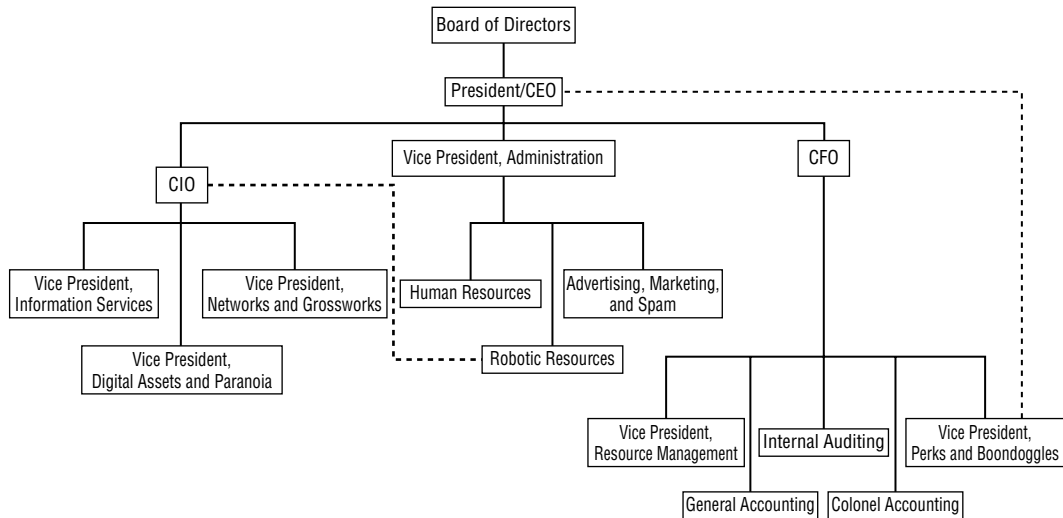 Board of Directors
President/CEO
Vice President, Administration
CFO
CIO
Vice President,
Information Services
Vice President,
Networks and Grossworks
Human Resources
Advertising, Marketing,
and Spam
Vice President,
Digital Assets and Paranoia
Robotic Resources
Vice President,
Resource Management
Internal Auditing
Vice President,
Perks and Boondoggles
General Accounting
Colonel Accounting